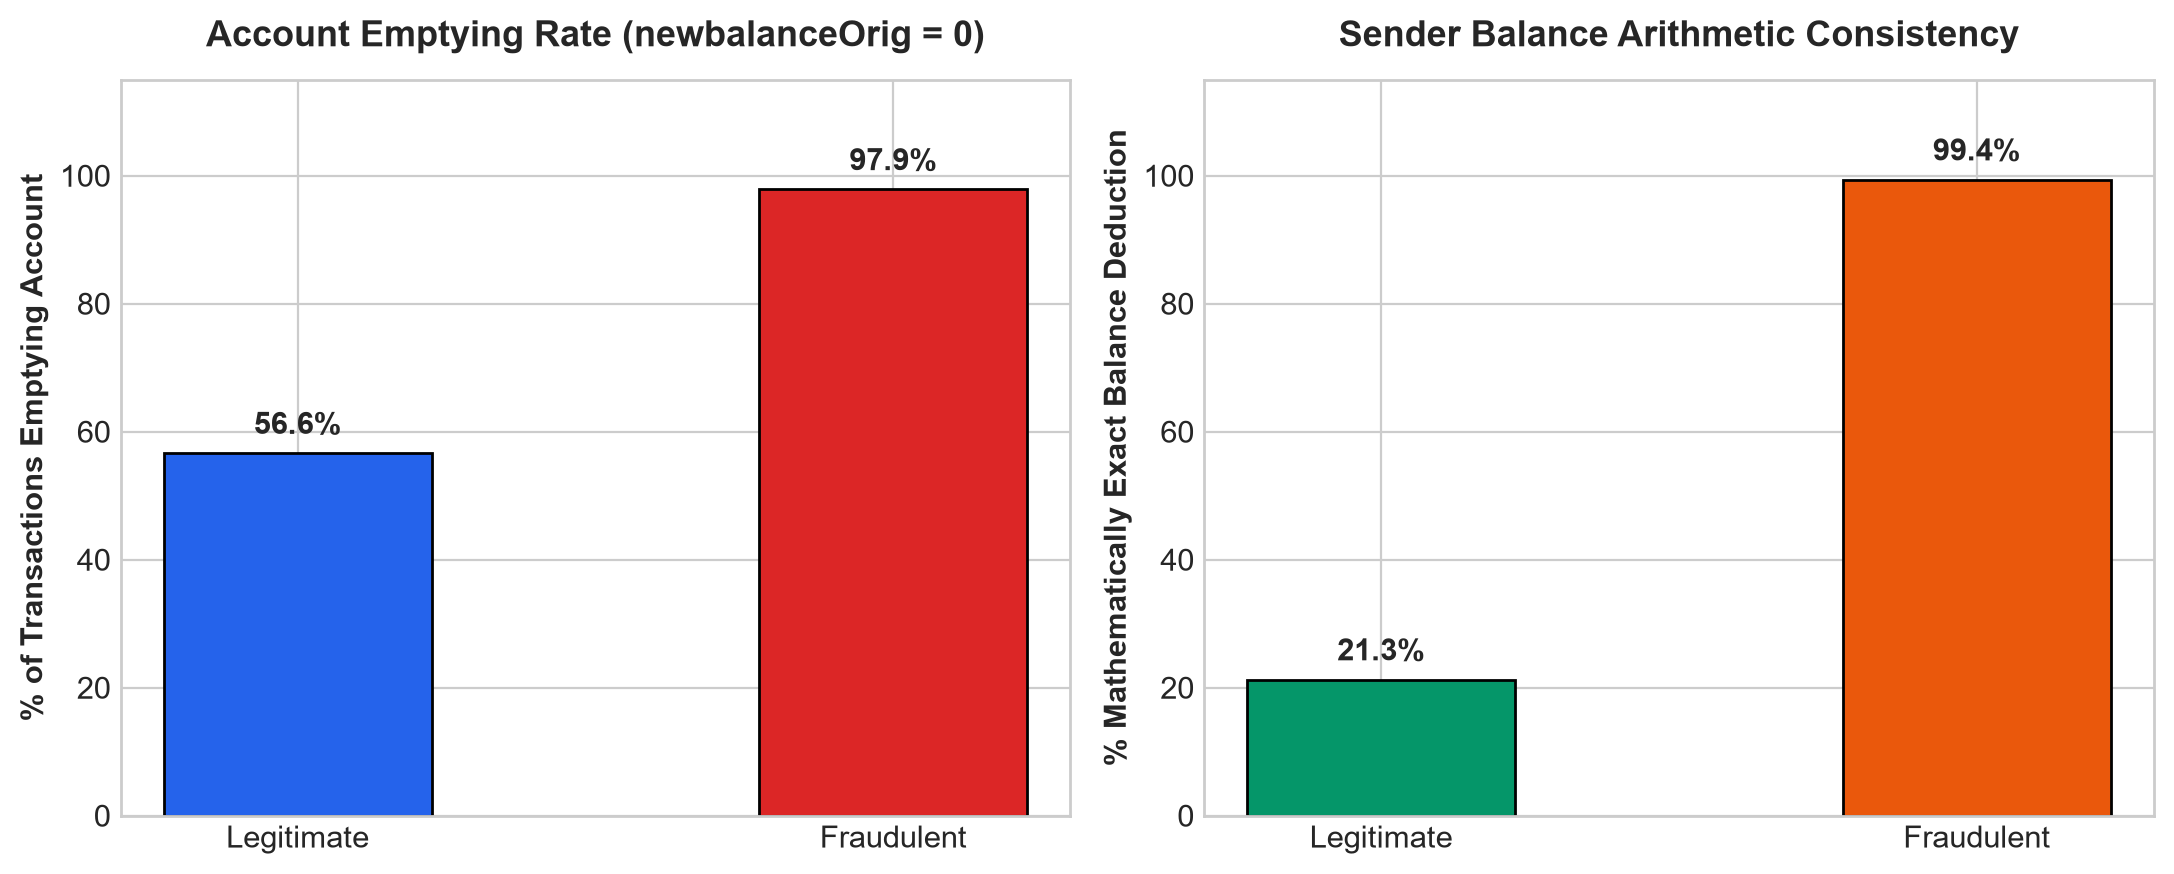 Account Emptying Rate (newbalanceOrig = 0)
% of Transactions Emptying Account
100
80
60
40
20
0
56.6%
97.9%
Legitimate
Fraudulent
Sender Balance Arithmetic Consistency
% Mathematically Exact Balance Deduction
100
80
60
40
20
0
21.3%
99.4%
Legitimate
Fraudulent